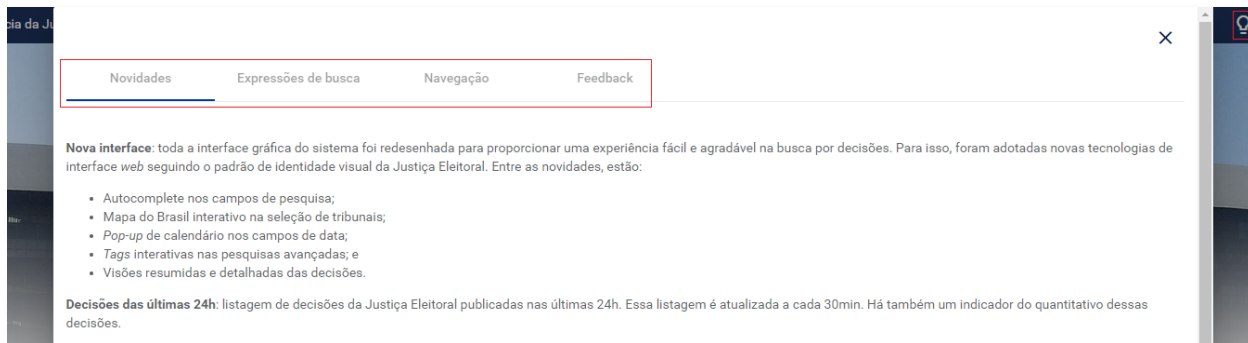 cia da Ju
Novidades Expressões de busca Navegação Feedback
Nova interface: toda a interface gráfica do sistema foi redesenhada para proporcionar uma experiência fácil e agradável na busca por decisões. Para isso, foram adotadas novas tecnologias de
interface web seguindo o padrão de identidade visual da Justiça Eleitoral. Entre as novidades, estão:
• Autocomplete nos campos de pesquisa;
• Mapa do Brasil interativo na seleção de tribunais;
• Pop-up de calendário nos campos de data;
• Tags interativas nas pesquisas avançadas; e
• Visões resumidas e detalhadas das decisões.
Decisões das últimas 24h: listagem de decisões da Justiça Eleitoral publicadas nas últimas 24h. Essa listagem é atualizada a cada 30min. Há também um indicador do quantitativo dessas
decisões.